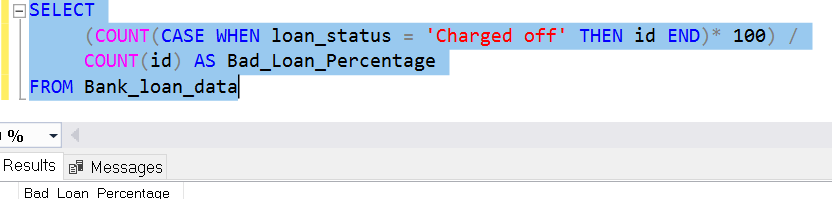 SELECT
(COUNT(CASE WHEN loan_status = 'Charged off' THEN id END)* 100) /
COUNT(id) AS Bad_Loan_Percentage
FROM Bank_loan_data
%
Results Messages
Bad_Loan_Percentage